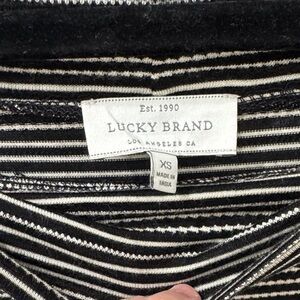 Est. 1990
LUCKY BRAND
LOS ANGELES CA
XS
MADE IN
INDIA